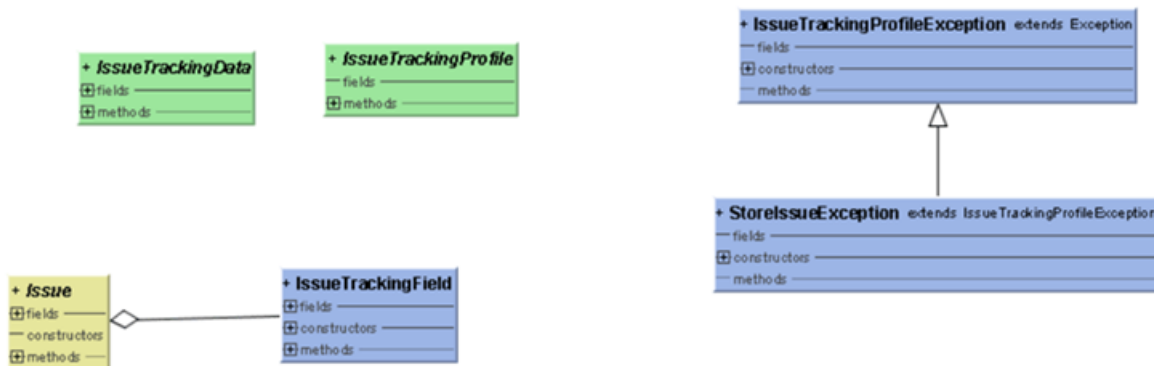 + IssueTrackingData
fields
methods
+ IssueTrackingProfile
fields
methods
+ IssueTrackingProfileException extends Exception
fields
constructors
methods
+ StoreIssueException extends IssueTrackingProfileException
fields
constructors
methods
+ Issue
fields
constructors
methods
+ IssueTrackingField
fields
constructors
methods